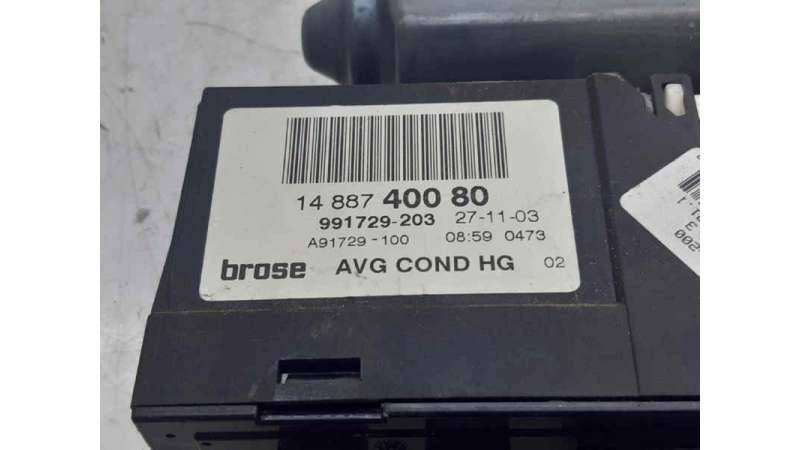 14 887 400 80
991729-203 27-11-03
A91729-100 08:59 0473
brose AVG COND HG 02